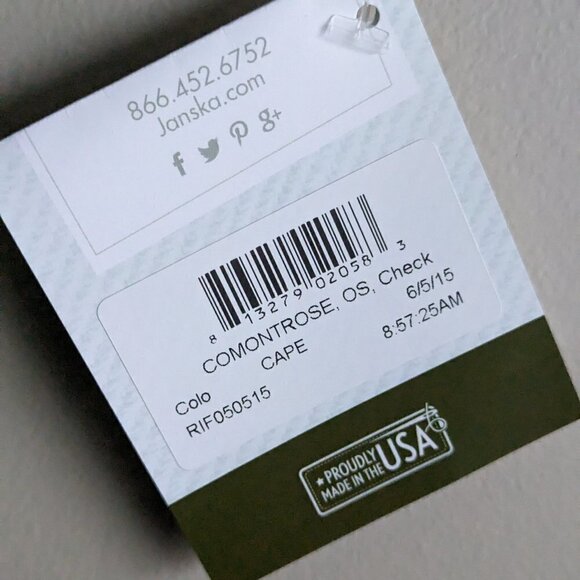 866.452.6752
Janska.com
f g+
8 13279 02058 3
COMONTROSE, OS, Check
Colo CAPE 6/5/15
RIF050515 8:57:25AM
★PROUDLY MADE IN THE USA